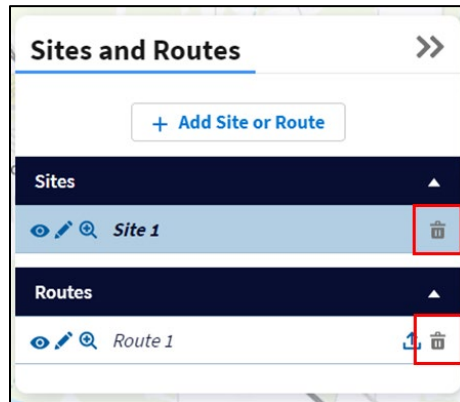 Sites and Routes
+ Add Site or Route
Sites
Site 1
Routes
Route 1